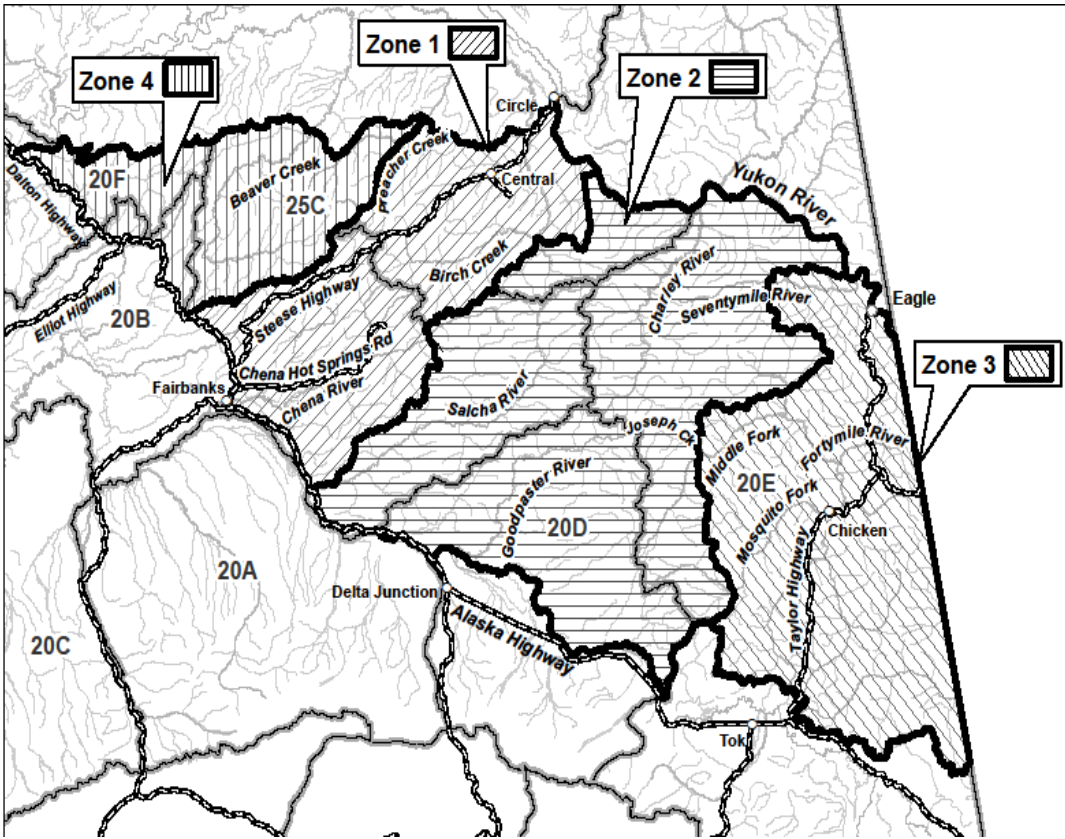 Zone 1
Zone 4
Zone 2
Circle
Preacher Creek
Beaver Creek
20F
25C
Central
Yukon River
Dalton Highway
Birch Creek
Charley River
Seventymile River
Eagle
Elliot Highway
20B
Steese Highway
Zone 3
Chena Hot Springs Rd
Fairbanks
Chena River
Salcha River
Joseph Ck
Middle Fork
Fortymile River
20E
Goodpaster River
Mosquito Fork
20D
Chicken
20A
Taylor Highway
Delta Junction
Alaska Highway
20C
Tok